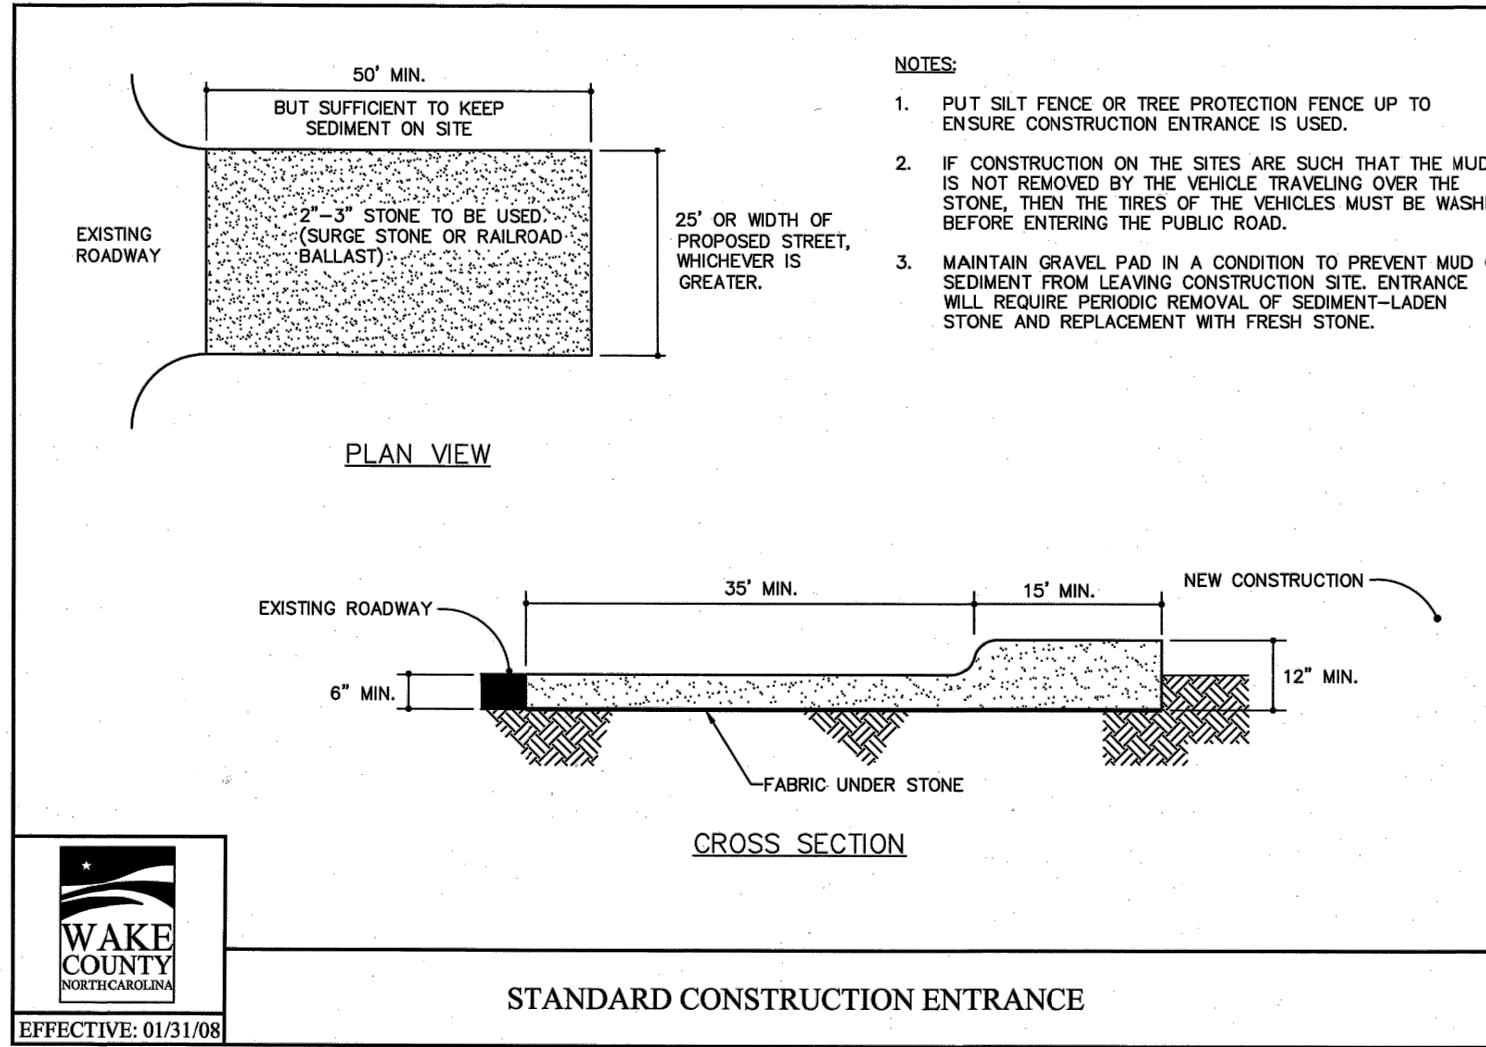 50' MIN.
BUT SUFFICIENT TO KEEP
SEDIMENT ON SITE
EXISTING
ROADWAY
2"-3" STONE TO BE USED.
(SURGE STONE OR RAILROAD
BALLAST)
25' OR WIDTH OF
PROPOSED STREET,
WHICHEVER IS
GREATER.
PLAN VIEW
NOTES:
1. PUT SILT FENCE OR TREE PROTECTION FENCE UP TO
ENSURE CONSTRUCTION ENTRANCE IS USED.
2. IF CONSTRUCTION ON THE SITES ARE SUCH THAT THE MUD
IS NOT REMOVED BY THE VEHICLE TRAVELING OVER THE
STONE, THEN THE TIRES OF THE VEHICLES MUST BE WASH
BEFORE ENTERING THE PUBLIC ROAD.
3. MAINTAIN GRAVEL PAD IN A CONDITION TO PREVENT MUD
SEDIMENT FROM LEAVING CONSTRUCTION SITE. ENTRANCE
WILL REQUIRE PERIODIC REMOVAL OF SEDIMENT-LADEN
STONE AND REPLACEMENT WITH FRESH STONE.
EXISTING ROADWAY
35' MIN.
15' MIN.
NEW CONSTRUCTION
6" MIN.
12" MIN.
FABRIC UNDER STONE
CROSS SECTION
WAKE
COUNTY
NORTH CAROLINA
EFFECTIVE: 01/31/08
STANDARD CONSTRUCTION ENTRANCE